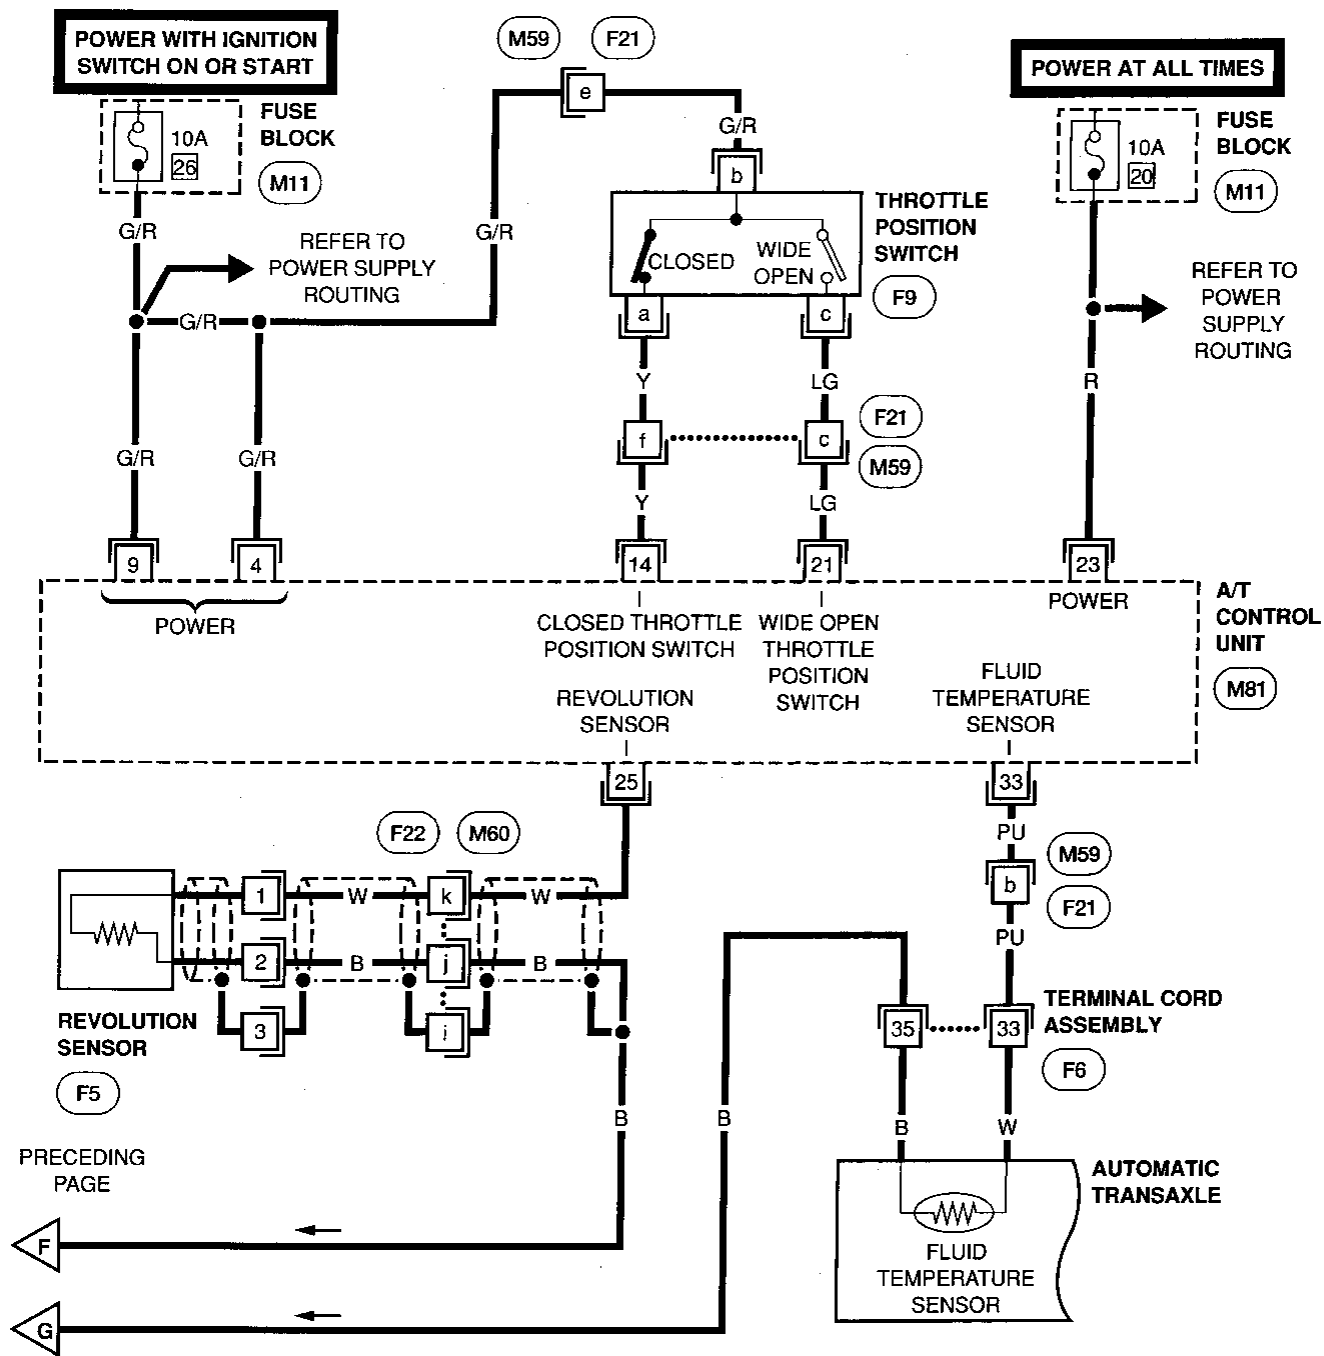 POWER WITH IGNITION
SWITCH ON OR START
M59
F21
POWER AT ALL TIMES
10A
26
FUSE
BLOCK
M11
e
G/R
b
10A
20
FUSE
BLOCK
M11
G/R
REFER TO
POWER SUPPLY
ROUTING
G/R
CLOSED
WIDE
OPEN
THROTTLE
POSITION
SWITCH
F9
REFER TO
POWER
SUPPLY
ROUTING
G/R
a
c
Y
LG
R
F21
f
c
M59
G/R
G/R
Y
LG
9
4
14
21
23
POWER
CLOSED THROTTLE
POSITION SWITCH
WIDE OPEN
THROTTLE
POSITION
SWITCH
POWER
A/T
CONTROL
UNIT
M81
REVOLUTION
SENSOR
FLUID
TEMPERATURE
SENSOR
25
33
F22
M60
PU
M59
1
W
k
W
b
F21
2
B
j
B
PU
3
i
REVOLUTION
SENSOR
F5
35
33
TERMINAL CORD
ASSEMBLY
F6
B
B
B
W
PRECEDING
PAGE
AUTOMATIC
TRANSAXLE
F
FLUID
TEMPERATURE
SENSOR
G